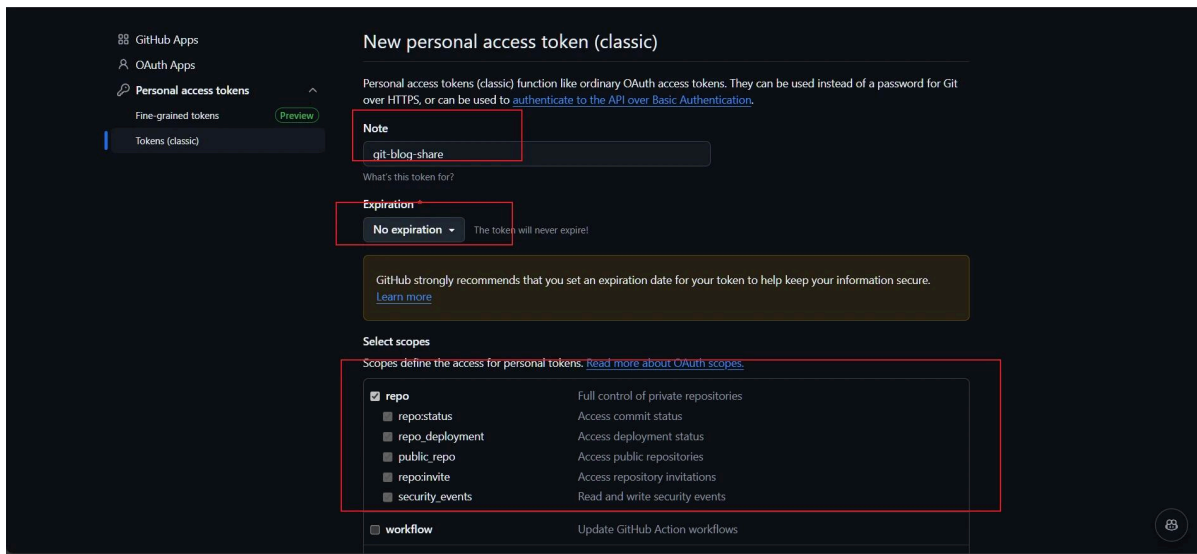 GitHub Apps
OAuth Apps
Personal access tokens
Fine-grained tokens Preview
Tokens (classic)
New personal access token (classic)
Personal access tokens (classic) function like ordinary OAuth access tokens. They can be used instead of a password for Git
over HTTPS, or can be used to authenticate to the API over Basic Authentication.
Note
git-blog-share
What's this token for?
Expiration *
No expiration The token will never expire!
GitHub strongly recommends that you set an expiration date for your token to help keep your information secure.
Learn more
Select scopes
Scopes define the access for personal tokens. Read more about OAuth scopes.
repo Full control of private repositories
repo:status Access commit status
repo_deployment Access deployment status
public_repo Access public repositories
repo:invite Access repository invitations
security_events Read and write security events
workflow Update GitHub Action workflows